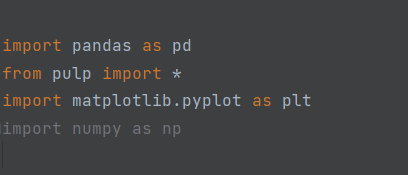 import pandas as pd
from pulp import *
import matplotlib.pyplot as plt
import numpy as np